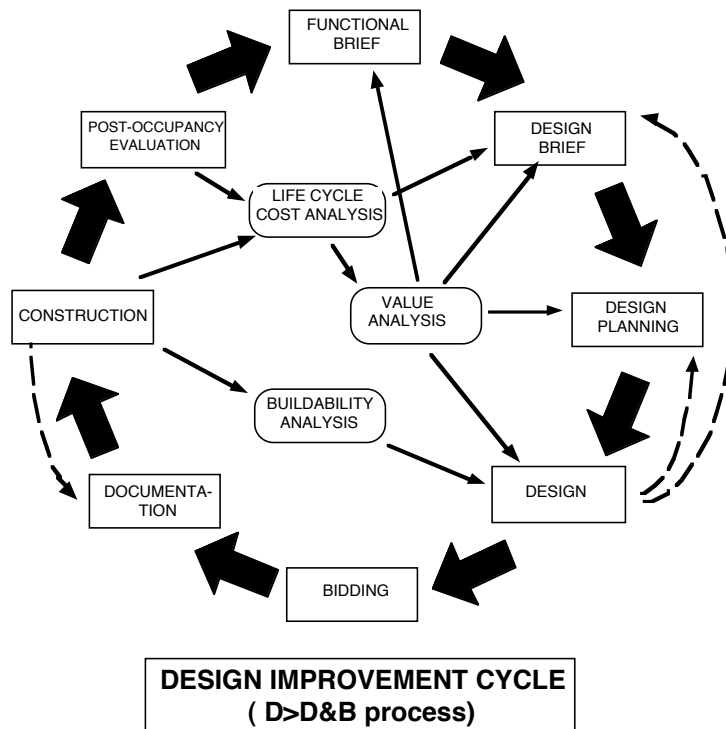 FUNCTIONAL
BRIEF
POST-OCCUPANCY
EVALUATION
DESIGN
BRIEF
LIFE CYCLE
COST ANALYSIS
CONSTRUCTION
VALUE
ANALYSIS
DESIGN
PLANNING
BUILDABILITY
ANALYSIS
DOCUMENTA-
TION
DESIGN
BIDDING
DESIGN IMPROVEMENT CYCLE
( D>D&B process)